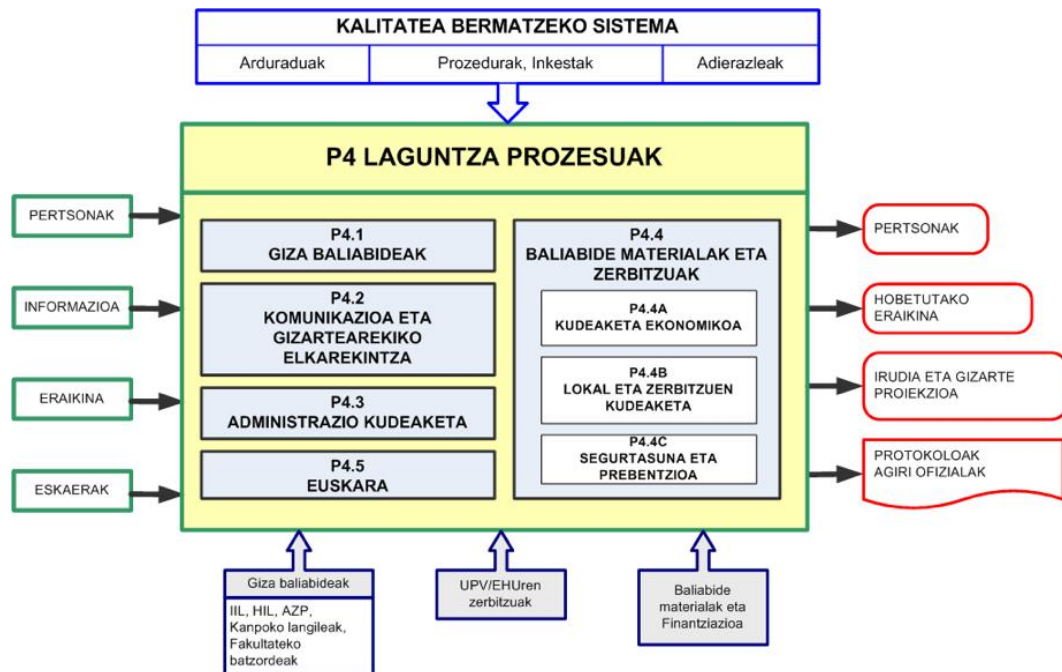 KALITATEA BERMATZEKO SISTEMA
Arduraduak
Prozedurak, Inkestak
Adierazleak
P4 LAGUNTZA PROZESUAK
PERTSONAK
INFORMAZIOA
ERAIKINA
ESKAERAK
P4.1
GIZA BALIABIDEAK
P4.2
KOMUNIKAZIOA ETA
GIZARTEAREKIKO
ELKAREKINTZA
P4.3
ADMINISTRAZIO KUDEAKETA
P4.5
EUSKARA
P4.4
BALIABIDE MATERIALAK ETA
ZERBITZUAK
P4.4A
KUDEAKETA EKONOMIKOA
P4.4B
LOKAL ETA ZERBITZUEN
KUDEAKETA
P4.4C
SEGURTASUNA ETA
PREBENTZIOA
PERTSONAK
HOBETUTAKO
ERAIKINA
IRUDIA ETA GIZARTE
PROIEKZIOA
PROTOKOLOAK
AGIRI OFIZIALAK
Giza baliabideak
IIL, HIL, AZP,
Kanpoko langileak,
Fakultateko
batzordeak
UPV/EHUren
zerbitzuak
Baliabide
materialak eta
Finantziazioa